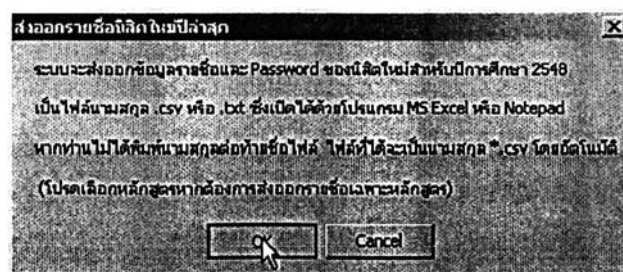 ส่งออกรายชื่อนิสิตใหม่ปีล่าสุด
ระบบจะส่งออกข้อมูลรายชื่อและ Password ของนิสิตใหม่สำหรับปีการศึกษา 2548
เป็นไฟล์นามสกุล .csv หรือ .txt ซึ่งเปิดได้ด้วยโปรแกรม MS Excel หรือ Notepad
หากท่านไม่ได้พิมพ์นามสกุลต่อท้ายชื่อไฟล์ ไฟล์ที่ได้จะเป็นนามสกุล *.csv โดยอัตโนมัติ
(โปรดเลือกหลักสูตรหากต้องการส่งออกรายชื่อเฉพาะหลักสูตร)
OK Cancel